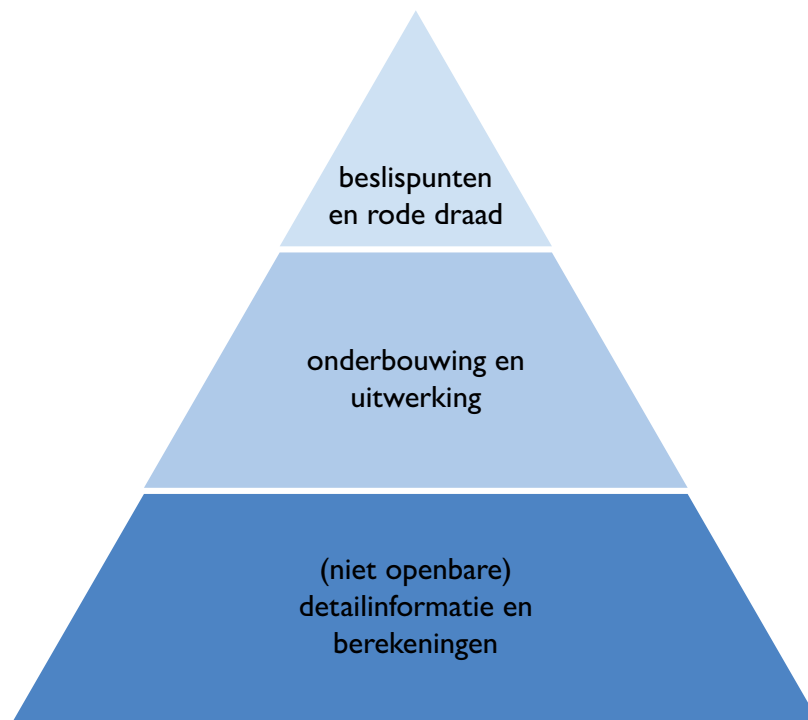 beslispunten
en rode draad
onderbouwing en
uitwerking
(niet openbare)
detailinformatie en
berekeningen